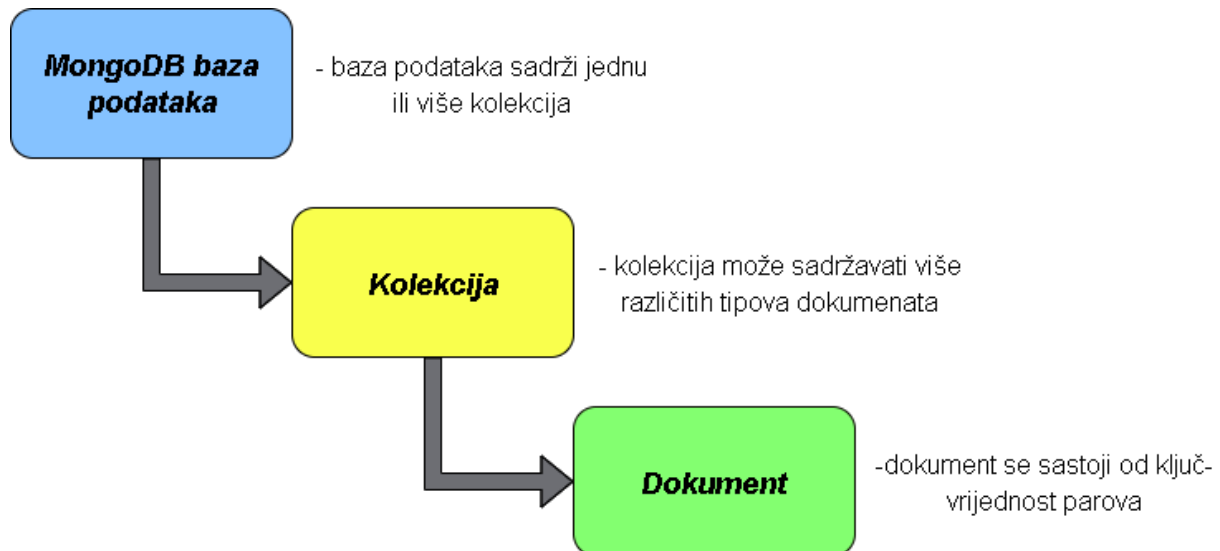 MongoDB baza
podataka
- baza podataka sadrži jednu
ili više kolekcija
Kolekcija
- kolekcija može sadržavati više
različitih tipova dokumenata
Dokument
-dokument se sastoji od ključ-
vrijednost parova